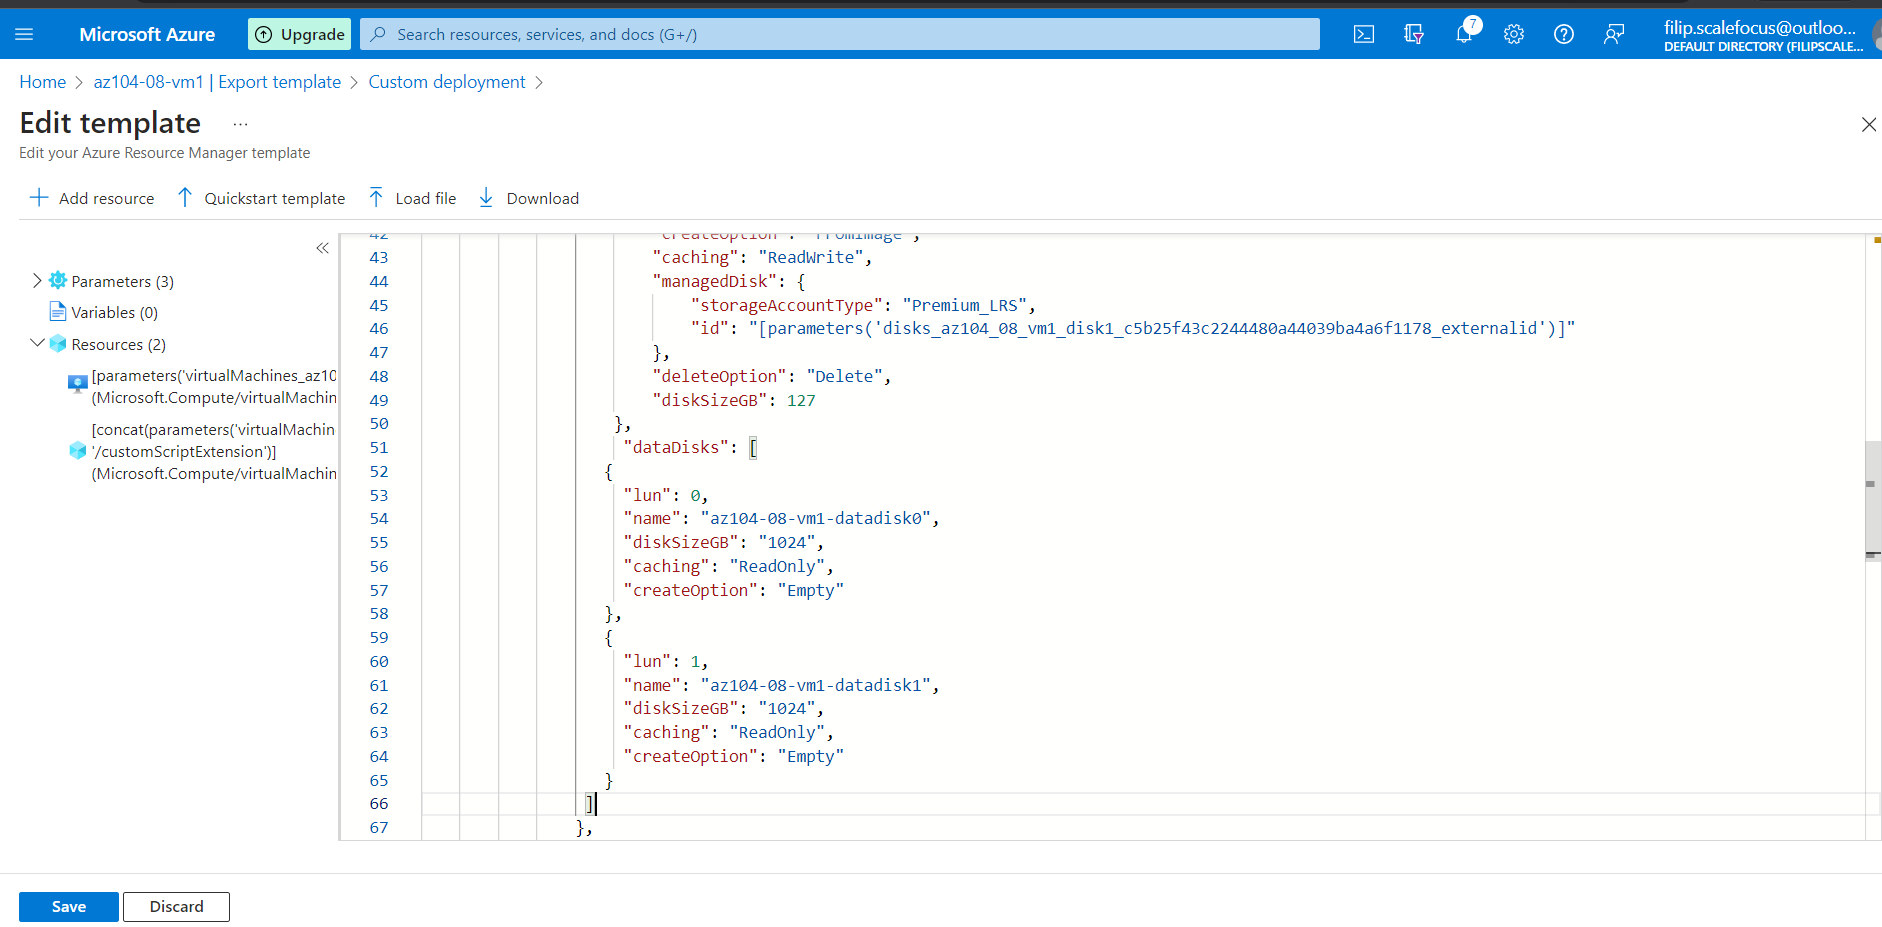 Microsoft Azure
Upgrade
Search resources, services, and docs (G+/)
7
filip.scalefocus@outloo...
DEFAULT DIRECTORY (FILIPSCALE...
Home > az104-08-vm1 | Export template > Custom deployment >
Edit template ...
Edit your Azure Resource Manager template
Add resource
Quickstart template
Load file
Download
Parameters (3)
Variables (0)
Resources (2)
[parameters('virtualMachines_az10
(Microsoft.Compute/virtualMachin
[concat(parameters('virtualMachin
'/customScriptExtension')]
(Microsoft.Compute/virtualMachin
42 "createOption": "FromImage",
43 "caching": "ReadWrite",
44 "managedDisk": {
45 "storageAccountType": "Premium_LRS",
46 "id": "[parameters('disks_az104_08_vm1_disk1_c5b25f43c2244480a44039ba4a6f1178_externalid')]"
47 },
48 "deleteOption": "Delete",
49 "diskSizeGB": 127
50 },
51 "dataDisks": [
52 {
53 "lun": 0,
54 "name": "az104-08-vm1-datadisk0",
55 "diskSizeGB": "1024",
56 "caching": "ReadOnly",
57 "createOption": "Empty"
58 },
59 {
60 "lun": 1,
61 "name": "az104-08-vm1-datadisk1",
62 "diskSizeGB": "1024",
63 "caching": "ReadOnly",
64 "createOption": "Empty"
65 }
66 ]
67 },
Save
Discard